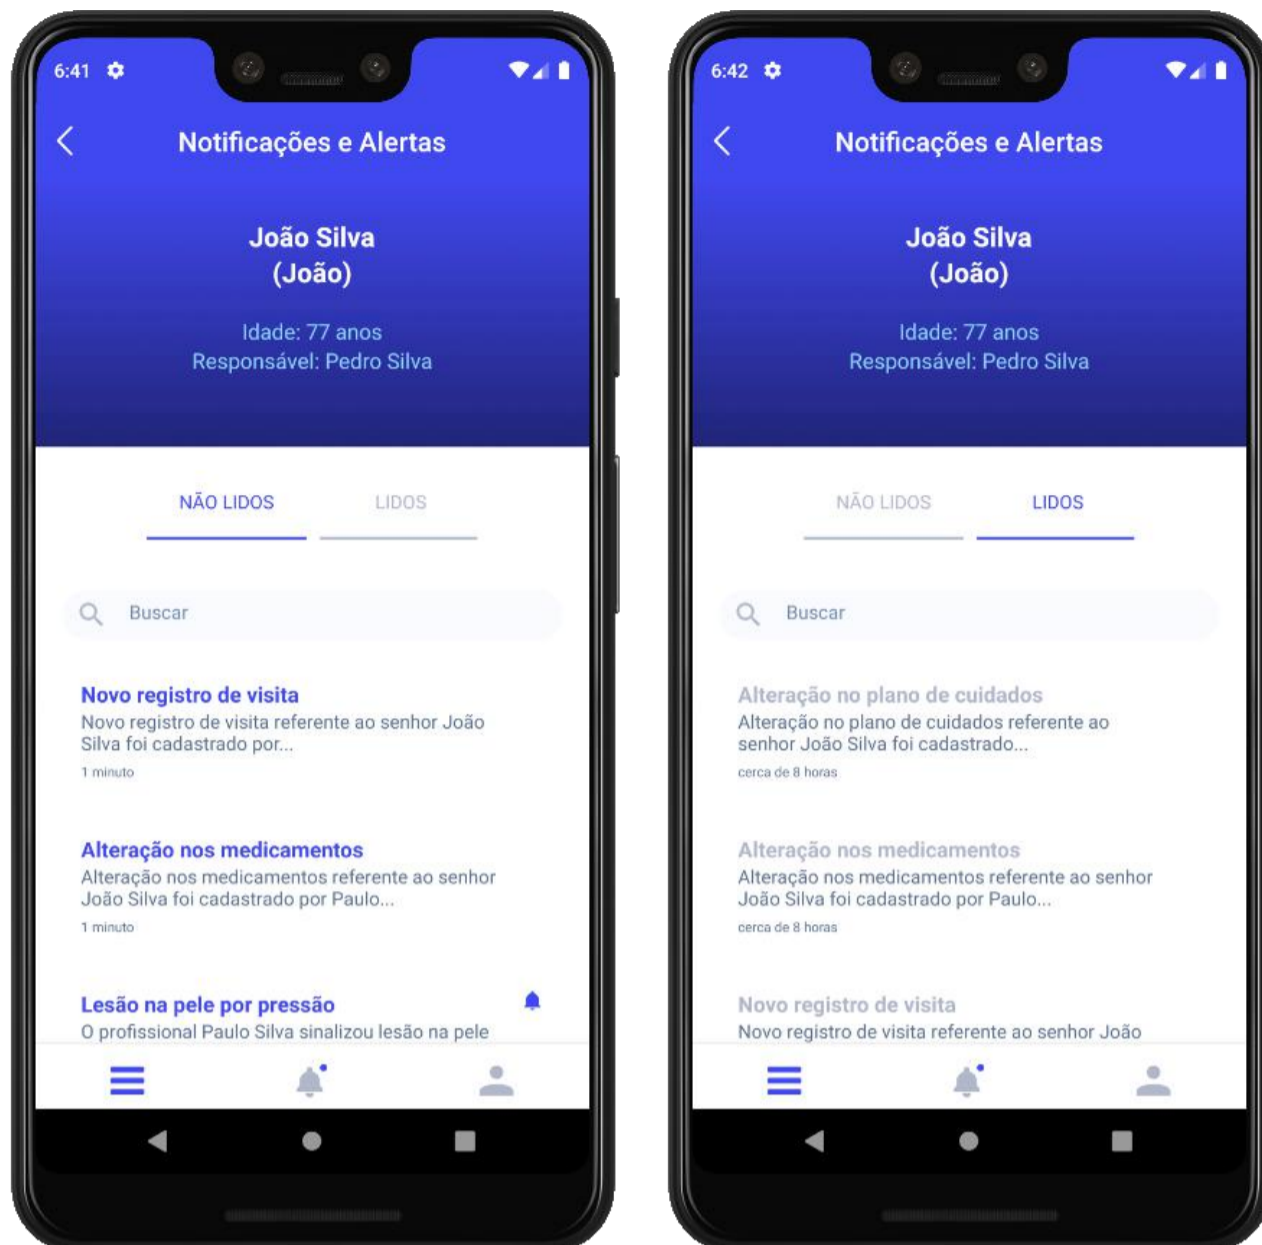 6:41
Notificações e Alertas
João Silva
(João)
Idade: 77 anos
Responsável: Pedro Silva
NÃO LIDOS
LIDOS
Buscar
Novo registro de visita
Novo registro de visita referente ao senhor João
Silva foi cadastrado por...
1 minuto
Alteração nos medicamentos
Alteração nos medicamentos referente ao senhor
João Silva foi cadastrado por Paulo...
1 minuto
Lesão na pele por pressão
O profissional Paulo Silva sinalizou lesão na pele
6:42
Notificações e Alertas
João Silva
(João)
Idade: 77 anos
Responsável: Pedro Silva
NÃO LIDOS
LIDOS
Buscar
Alteração no plano de cuidados
Alteração no plano de cuidados referente ao
senhor João Silva foi cadastrado...
cerca de 8 horas
Alteração nos medicamentos
Alteração nos medicamentos referente ao senhor
João Silva foi cadastrado por Paulo...
cerca de 8 horas
Novo registro de visita
Novo registro de visita referente ao senhor João